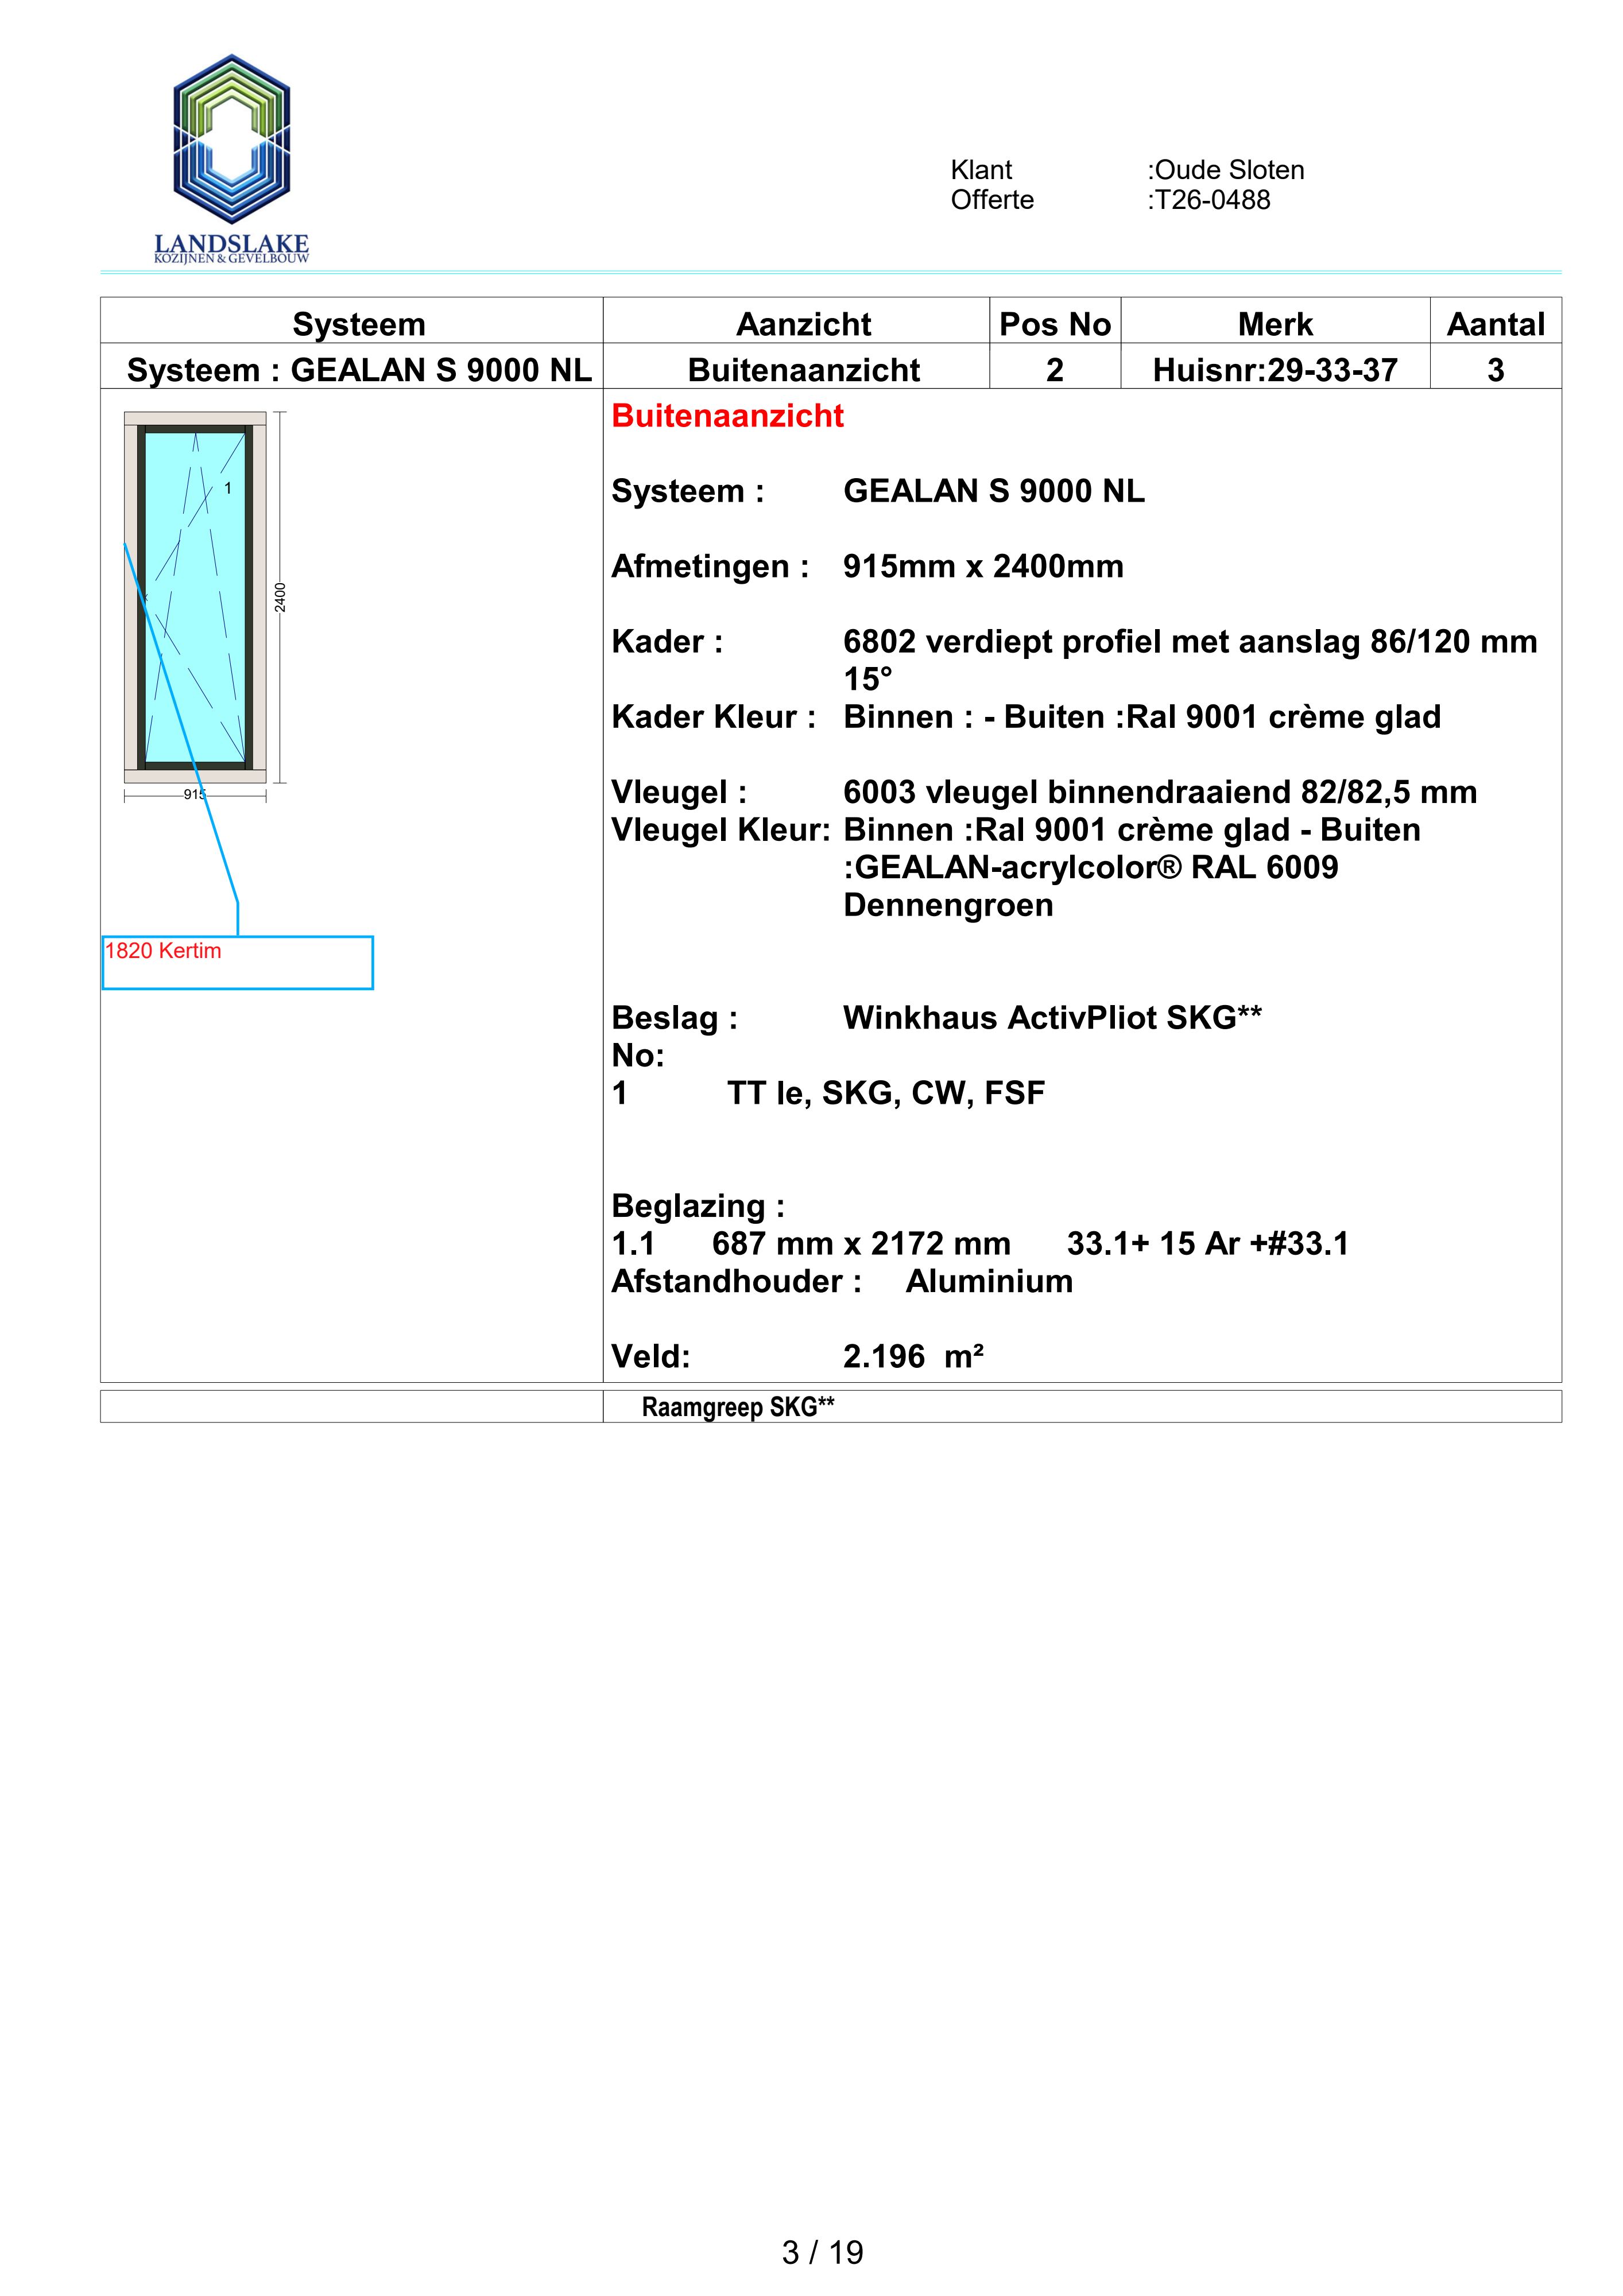 LANDSLAKE
KOZIJNEN & GEVELBOUW
Klant :Oude Sloten
Offerte :T26-0488
Systeem Aanzicht Pos No Merk Aantal
Systeem : GEALAN S 9000 NL Buitenaanzicht 2 Huisnr:29-33-37 3
1
2400
915
1820 Kertim
Buitenaanzicht
Systeem : GEALAN S 9000 NL
Afmetingen : 915mm x 2400mm
Kader : 6802 verdiept profiel met aanslag 86/120 mm
15°
Kader Kleur : Binnen : - Buiten :Ral 9001 crème glad
Vleugel : 6003 vleugel binnendraaiend 82/82,5 mm
Vleugel Kleur: Binnen :Ral 9001 crème glad - Buiten
:GEALAN-acrylcolor® RAL 6009
Dennengroen
Beslag : Winkhaus ActivPliot SKG**
No:
1 TT le, SKG, CW, FSF
Beglazing :
1.1 687 mm x 2172 mm 33.1+ 15 Ar +#33.1
Afstandhouder : Aluminium
Veld: 2.196 m²
Raamgreep SKG**
3 / 19